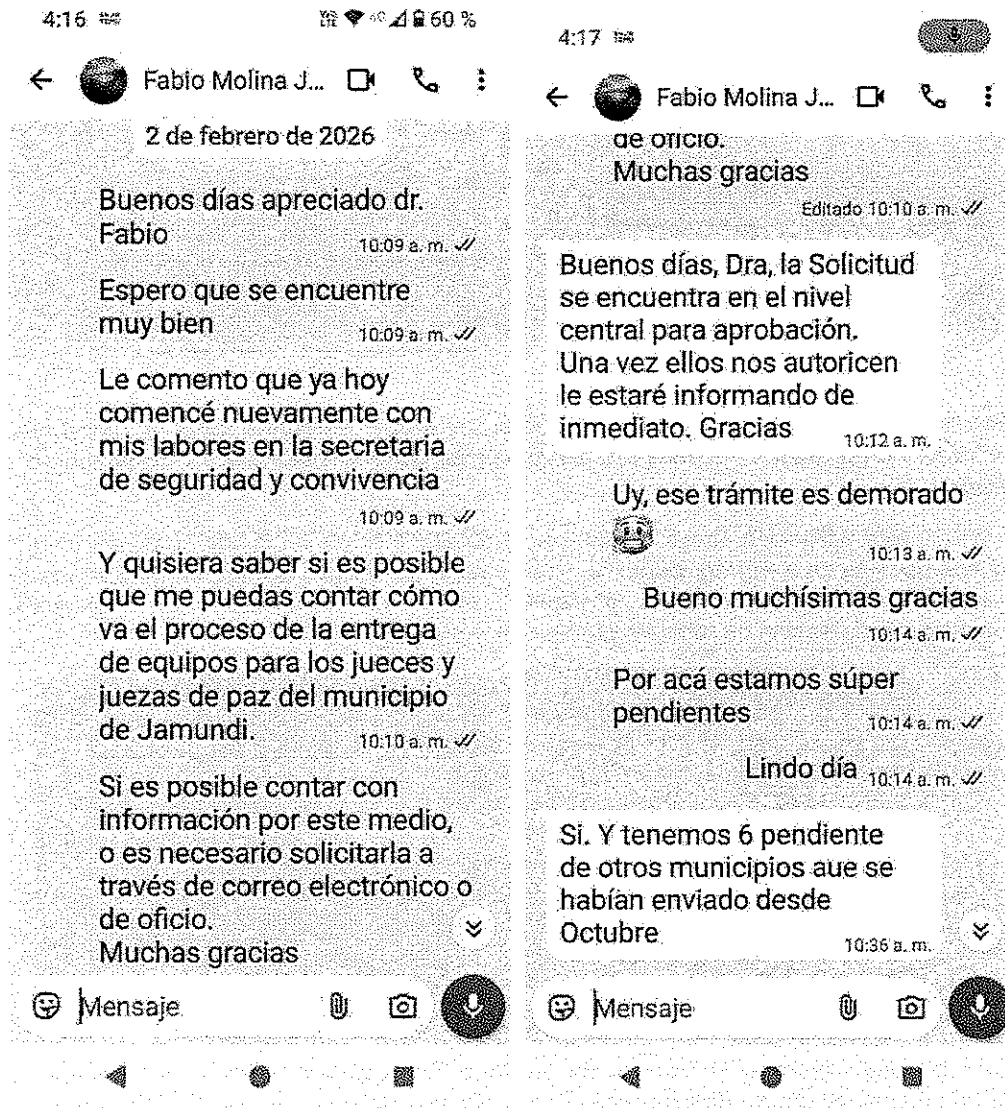 4:16
60 %
Fabio Molina J...
2 de febrero de 2026
Buenos días apreciado dr.
Fabio
10:09 a. m.
Espero que se encuentre
muy bien
10:09 a. m.
Le comento que ya hoy
comencé nuevamente con
mis labores en la secretaria
de seguridad y convivencia
10:09 a. m.
Y quisiera saber si es posible
que me puedas contar cómo
va el proceso de la entrega
de equipos para los jueces y
juezas de paz del municipio
de Jamundi.
10:10 a. m.
Si es posible contar con
información por este medio,
o es necesario solicitarla a
través de correo electrónico o
de oficio.
Muchas gracias
Mensaje
4:17
Fabio Molina J...
de oficio.
Muchas gracias
Editado 10:10 a. m.
Buenos días, Dra, la Solicitud
se encuentra en el nivel
central para aprobación.
Una vez ellos nos autoricen
le estaré informando de
inmediato. Gracias
10:12 a. m.
Uy, ese trámite es demorado
10:13 a. m.
Bueno muchísimas gracias
10:14 a. m.
Por acá estamos súper
pendientes
10:14 a. m.
Lindo día
10:14 a. m.
Si. Y tenemos 6 pendiente
de otros municipios aue se
habían enviado desde
Octubre
10:36 a. m.
Mensaje